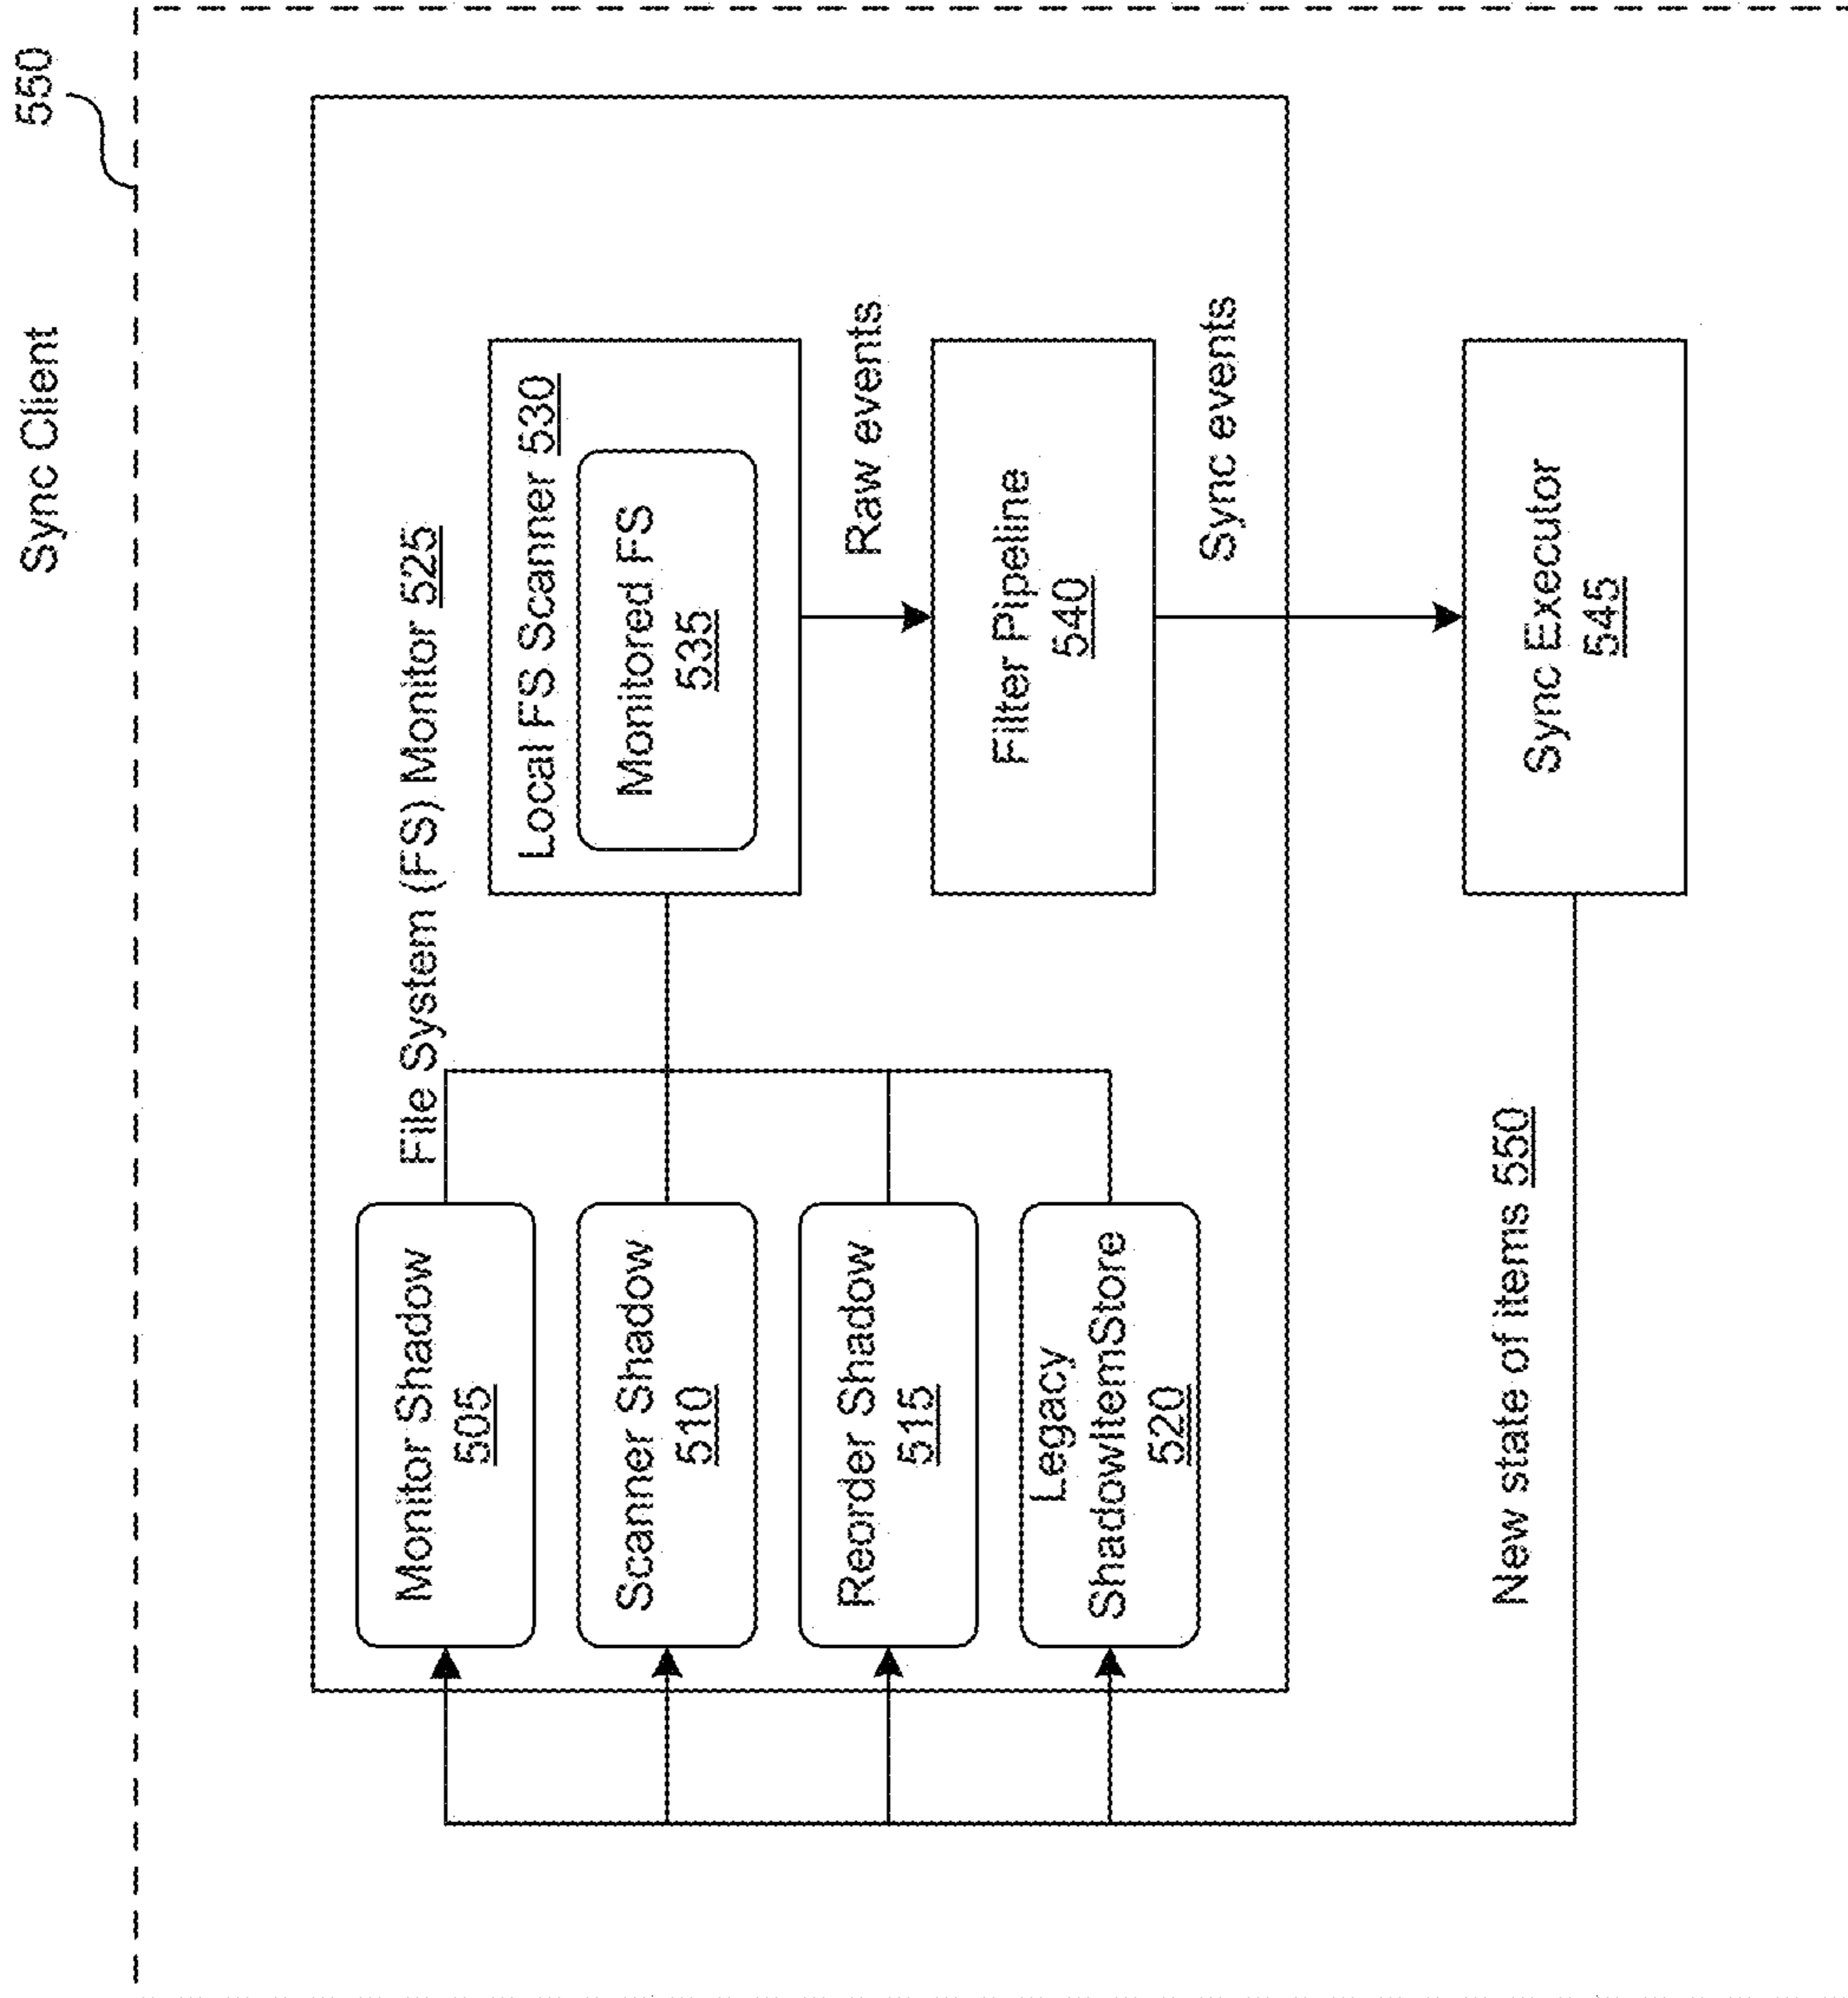 Sync Client
550
File System (FS) Monitor 525
Monitor Shadow
505
Scanner Shadow
510
Reorder Shadow
515
Legacy
ShadowItemStore
520
Local FS Scanner 530
Monitored FS
535
Raw events
Filter Pipeline
540
Sync events
Sync Executor
545
New state of items 550